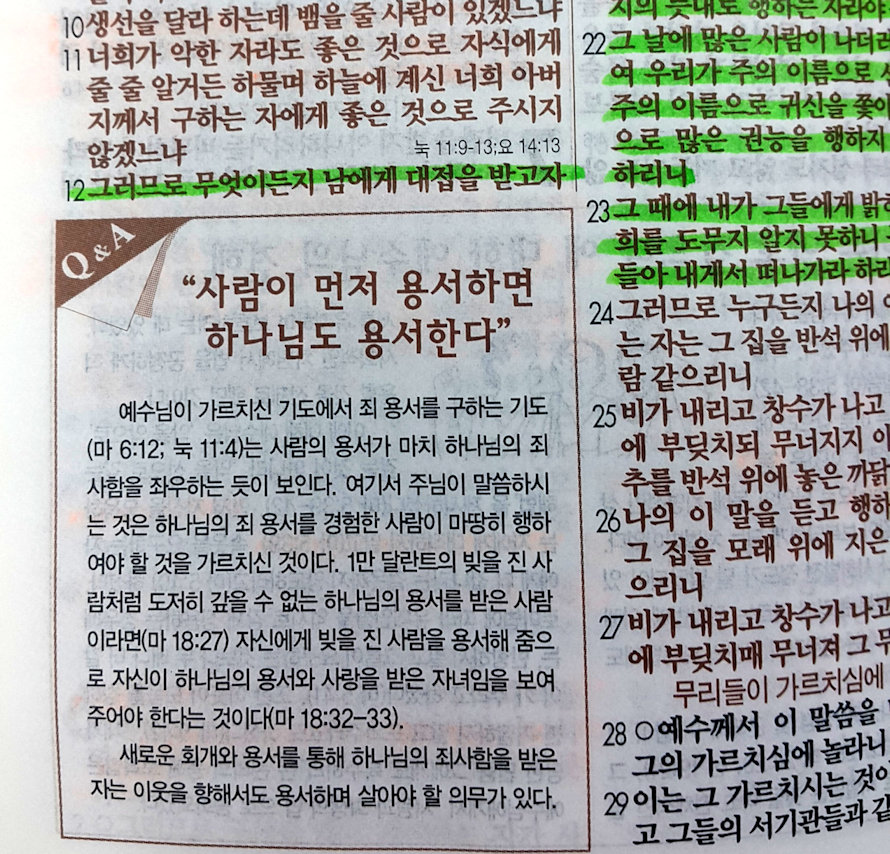 10 생선을 달라 하는데 뱀을 줄 사람이 있겠느냐
11 너희가 악한 자라도 좋은 것으로 자식에게
줄 줄 알거든 하물며 하늘에 계신 너희 아버
지께서 구하는 자에게 좋은 것으로 주시지
않겠느냐 눅 11:9-13;요 14:13
12 그러므로 무엇이든지 남에게 대접을 받고자
Q & A
“사람이 먼저 용서하면
하나님도 용서한다”
예수님이 가르치신 기도에서 죄 용서를 구하는 기도
(마 6:12; 눅 11:4)는 사람의 용서가 마치 하나님의 죄
사함을 좌우하는 듯이 보인다. 여기서 주님이 말씀하시
는 것은 하나님의 죄 용서를 경험한 사람이 마땅히 행하
여야 할 것을 가르치신 것이다. 1만 달란트의 빚을 진 사
람처럼 도저히 갚을 수 없는 하나님의 용서를 받은 사람
이라면(마 18:27) 자신에게 빚을 진 사람을 용서해 줌으
로 자신이 하나님의 용서와 사랑을 받은 자녀임을 보여
주어야 한다는 것이다(마 18:32-33).
새로운 회개와 용서를 통해 하나님의 죄사함을 받은
자는 이웃을 향해서도 용서하며 살아야 할 의무가 있다.
뜻대로 행하는 자라야
22 그 날에 많은 사람이 나더러
여 우리가 주의 이름으로
주의 이름으로 귀신을 쫓아
으로 많은 권능을 행하지
하리니
23 그 때에 내가 그들에게 밝히
희를 도무지 알지 못하니
들아 내게서 떠나가라 하리라
24 그러므로 누구든지 나의
는 자는 그 집을 반석 위에
람 같으리니
25 비가 내리고 창수가 나고
에 부딪치되 무너지지
추를 반석 위에 놓은 까닭
26 나의 이 말을 듣고 행하
그 집을 모래 위에 지은
으리니
27 비가 내리고 창수가 나고
에 부딪치매 무너져 그
무리들이 가르치심에
28 ○예수께서 이 말씀을
그의 가르치심에 놀라니
29 이는 그 가르치시는 것이
고 그들의 서기관들과 같